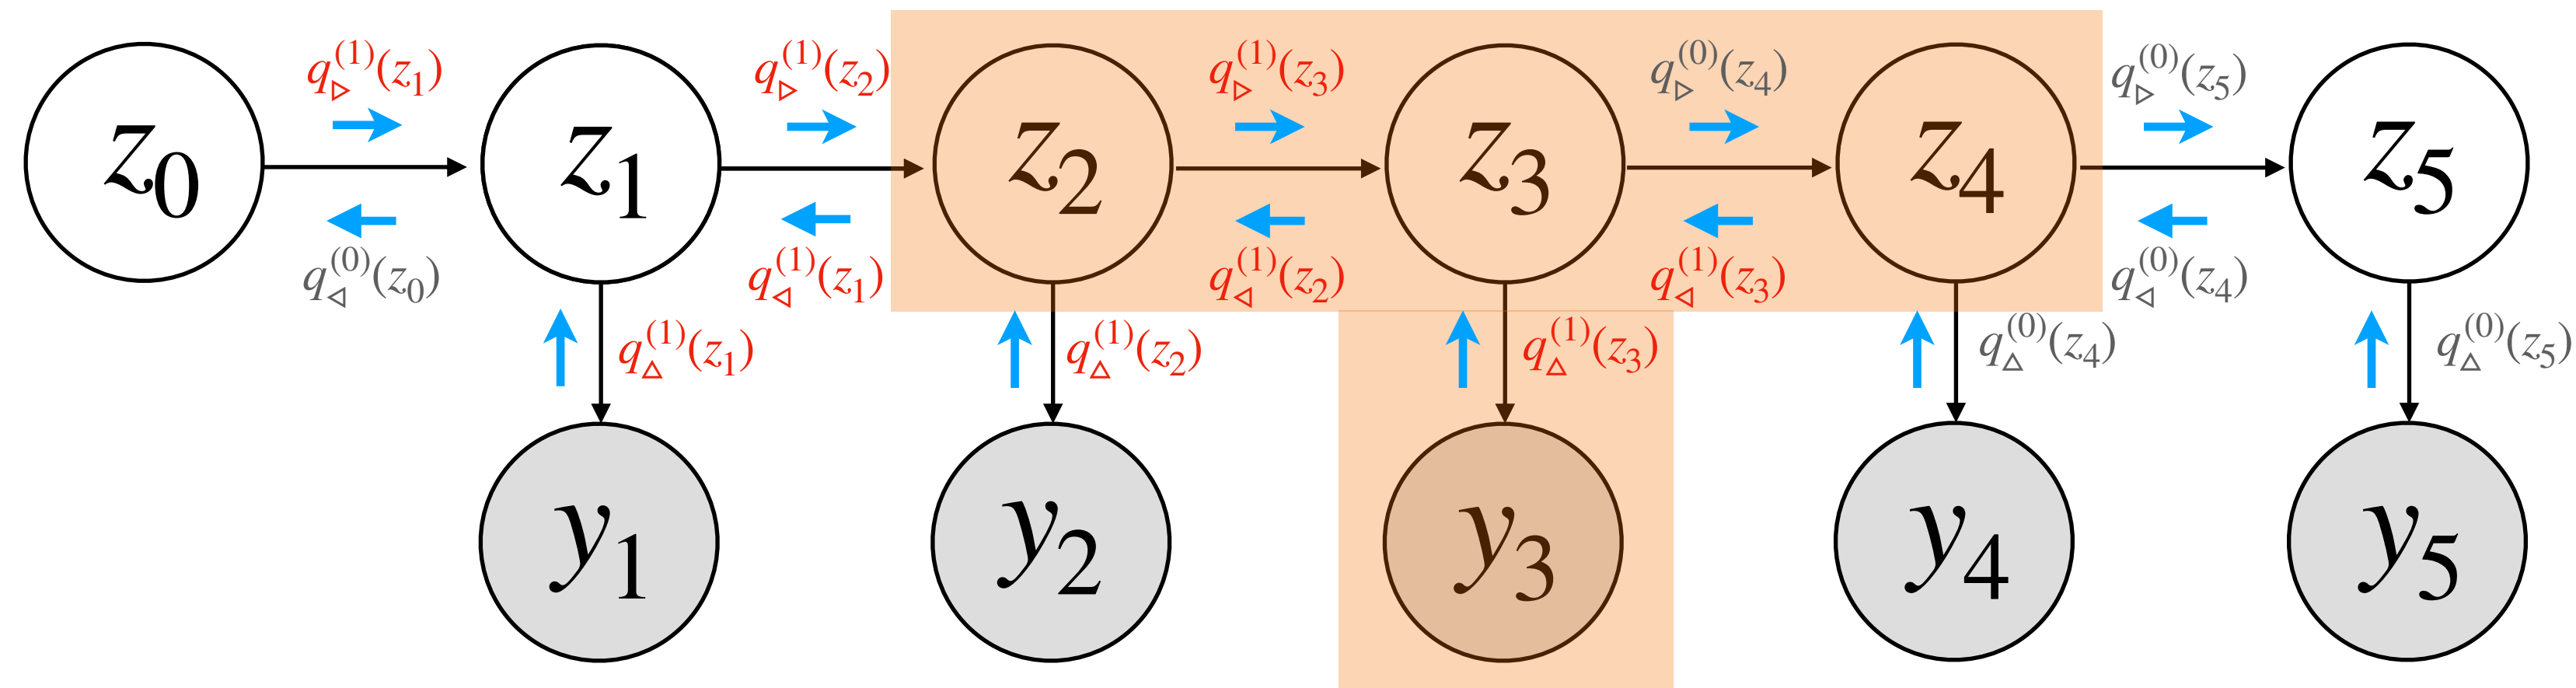 q▷⁽¹⁾(z₁) q▷⁽¹⁾(z₂) q▷⁽¹⁾(z₃) q▷⁽⁰⁾(z₄) q▷⁽⁰⁾(z₅)
z₀ z₁ z₂ z₃ z₄ z₅
q◁⁽⁰⁾(z₀) q◁⁽¹⁾(z₁) q◁⁽¹⁾(z₂) q◁⁽¹⁾(z₃) q◁⁽⁰⁾(z₄)
q△⁽¹⁾(z₁) q△⁽¹⁾(z₂) q△⁽¹⁾(z₃) q△⁽⁰⁾(z₄) q△⁽⁰⁾(z₅)
y₁ y₂ y₃ y₄ y₅